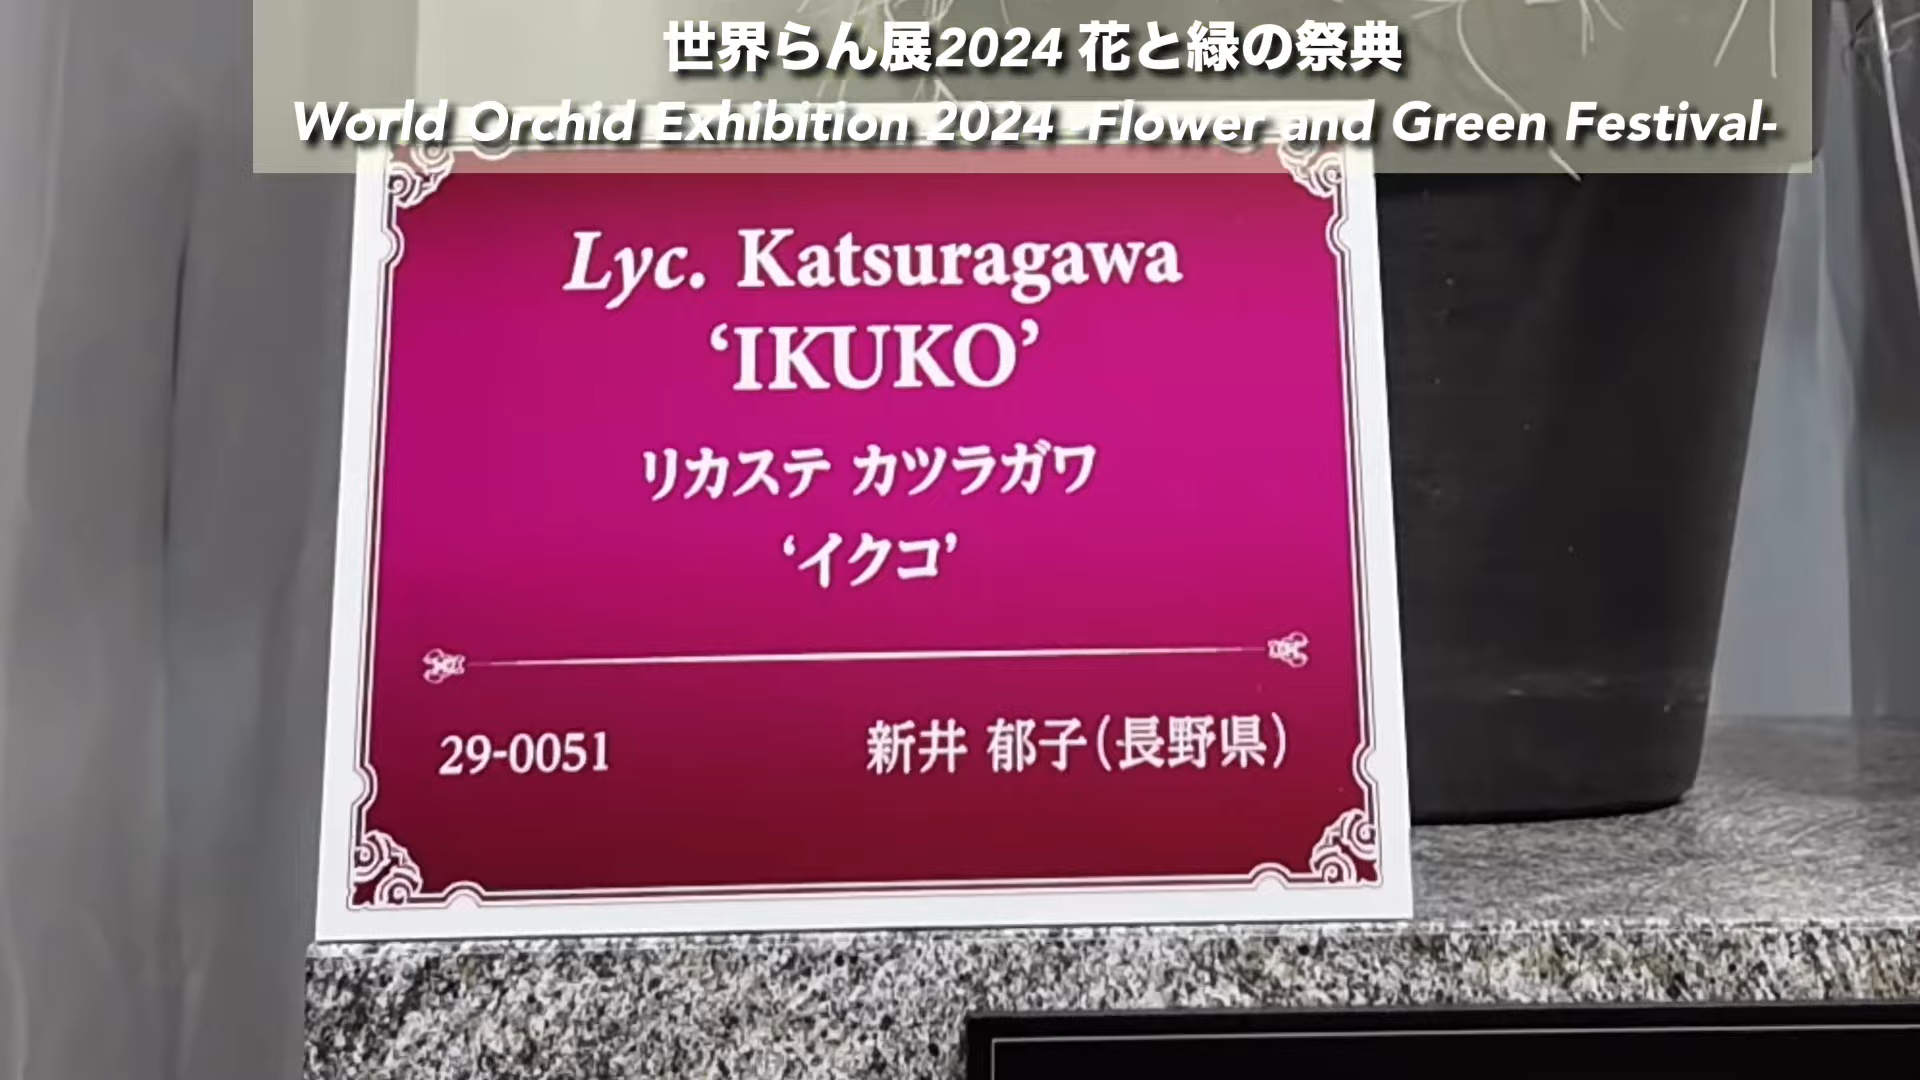 世界らん展2024 花と緑の祭典
World Orchid Exhibition 2024 -Flower and Green Festival-
Lyc. Katsuragawa
‘IKUKO’
リカステ カツラガワ
‘イクコ’
29-0051 新井 郁子（長野県）